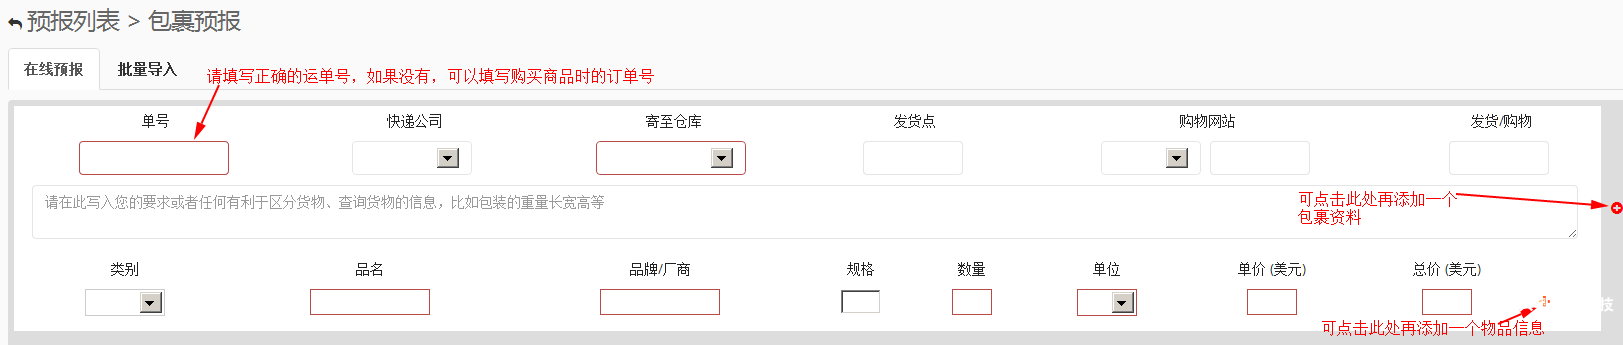 预报列表 > 包裹预报
在线预报 批量导入
请填写正确的运单号，如果没有，可以填写购买商品时的订单号
单号 快递公司 寄至仓库 发货点 购物网站 发货/购物
请在此写入您的要求或者任何有利于区分货物、查询货物的信息，比如包装的重量长宽高等
可点击此处再添加一个
包裹资料
类别 品名 品牌/厂商 规格 数量 单位 单价 (美元) 总价 (美元)
技
可点击此处再添加一个物品信息